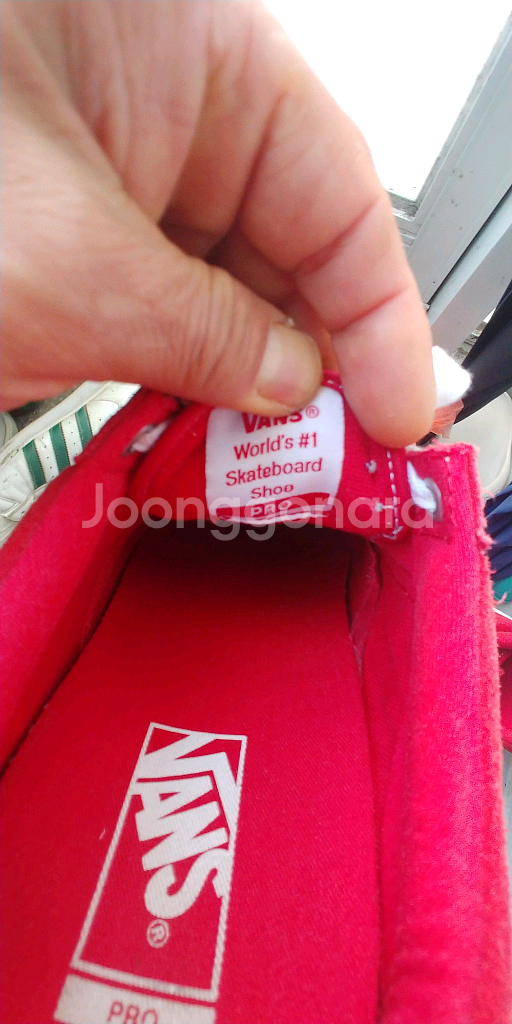 VANS®
World's #1
Skateboard
Shoe
PRO
Joonggonara
VANS®
PRO